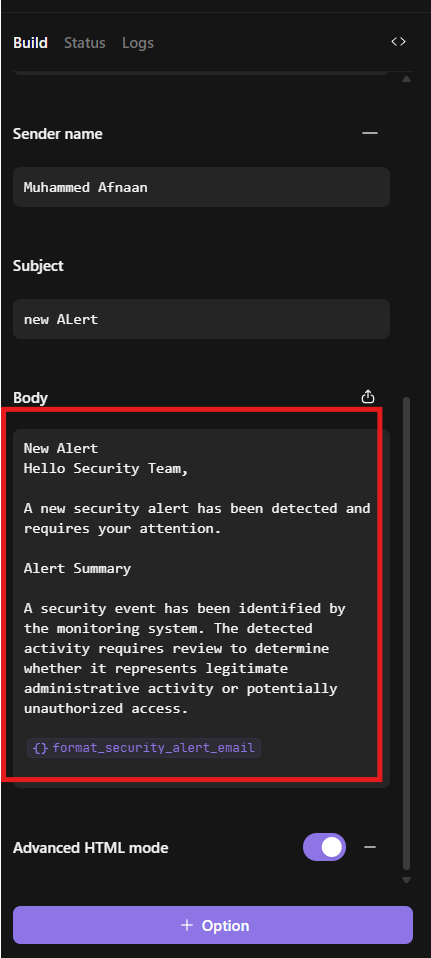 Build Status Logs <>
Sender name
Muhammed Afnaan
Subject
new ALert
Body
New Alert
Hello Security Team,
A new security alert has been detected and
requires your attention.
Alert Summary
A security event has been identified by
the monitoring system. The detected
activity requires review to determine
whether it represents legitimate
administrative activity or potentially
unauthorized access.
{} format_security_alert_email
Advanced HTML mode
+ Option